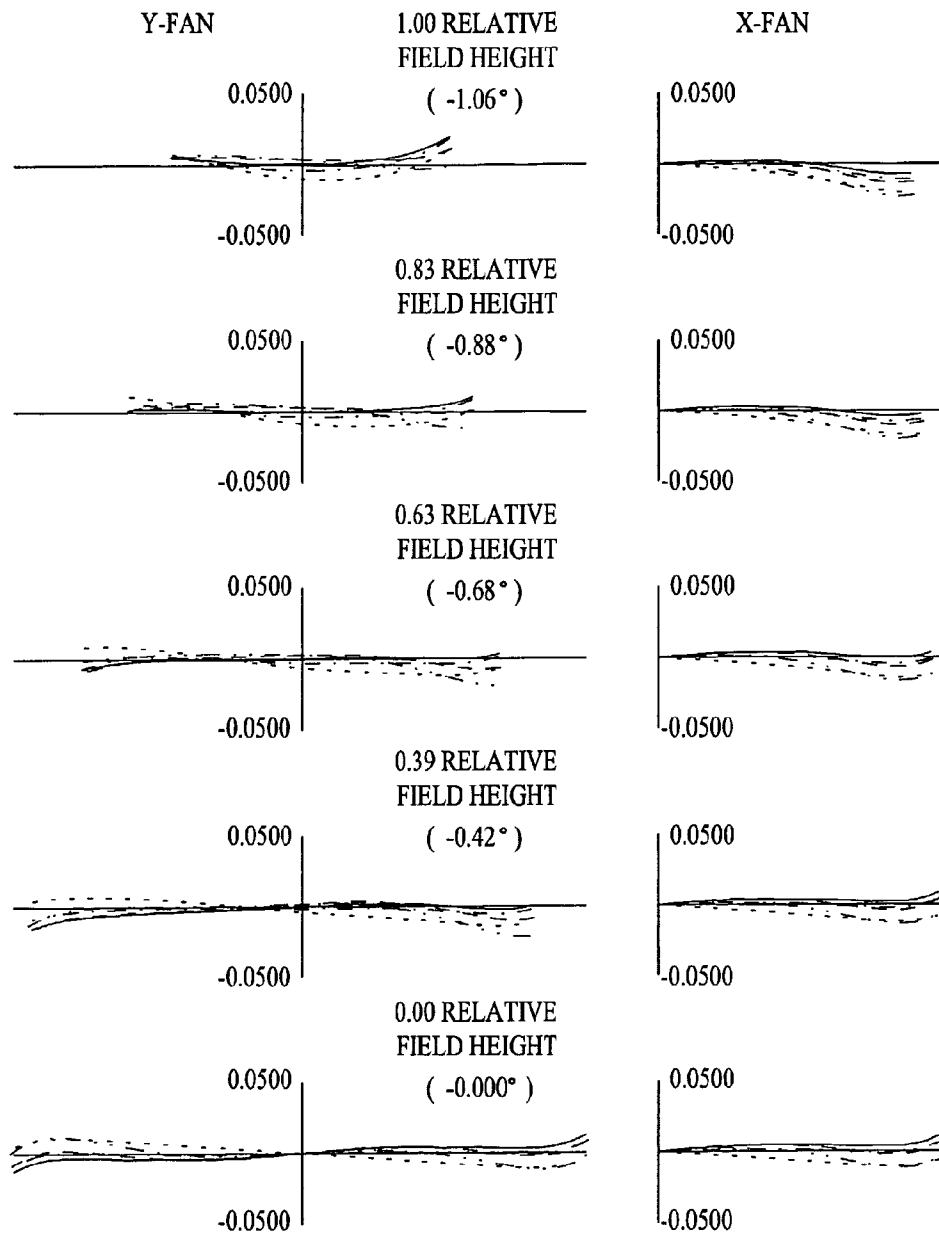 Y-FAN
1.00 RELATIVE
FIELD HEIGHT
( -1.06° )
X-FAN
0.0500
-0.0500
0.0500
-0.0500
0.83 RELATIVE
FIELD HEIGHT
( -0.88° )
0.0500
-0.0500
0.0500
-0.0500
0.63 RELATIVE
FIELD HEIGHT
( -0.68° )
0.0500
-0.0500
0.0500
-0.0500
0.39 RELATIVE
FIELD HEIGHT
( -0.42° )
0.0500
-0.0500
0.0500
-0.0500
0.00 RELATIVE
FIELD HEIGHT
( -0.000° )
0.0500
-0.0500
0.0500
-0.0500